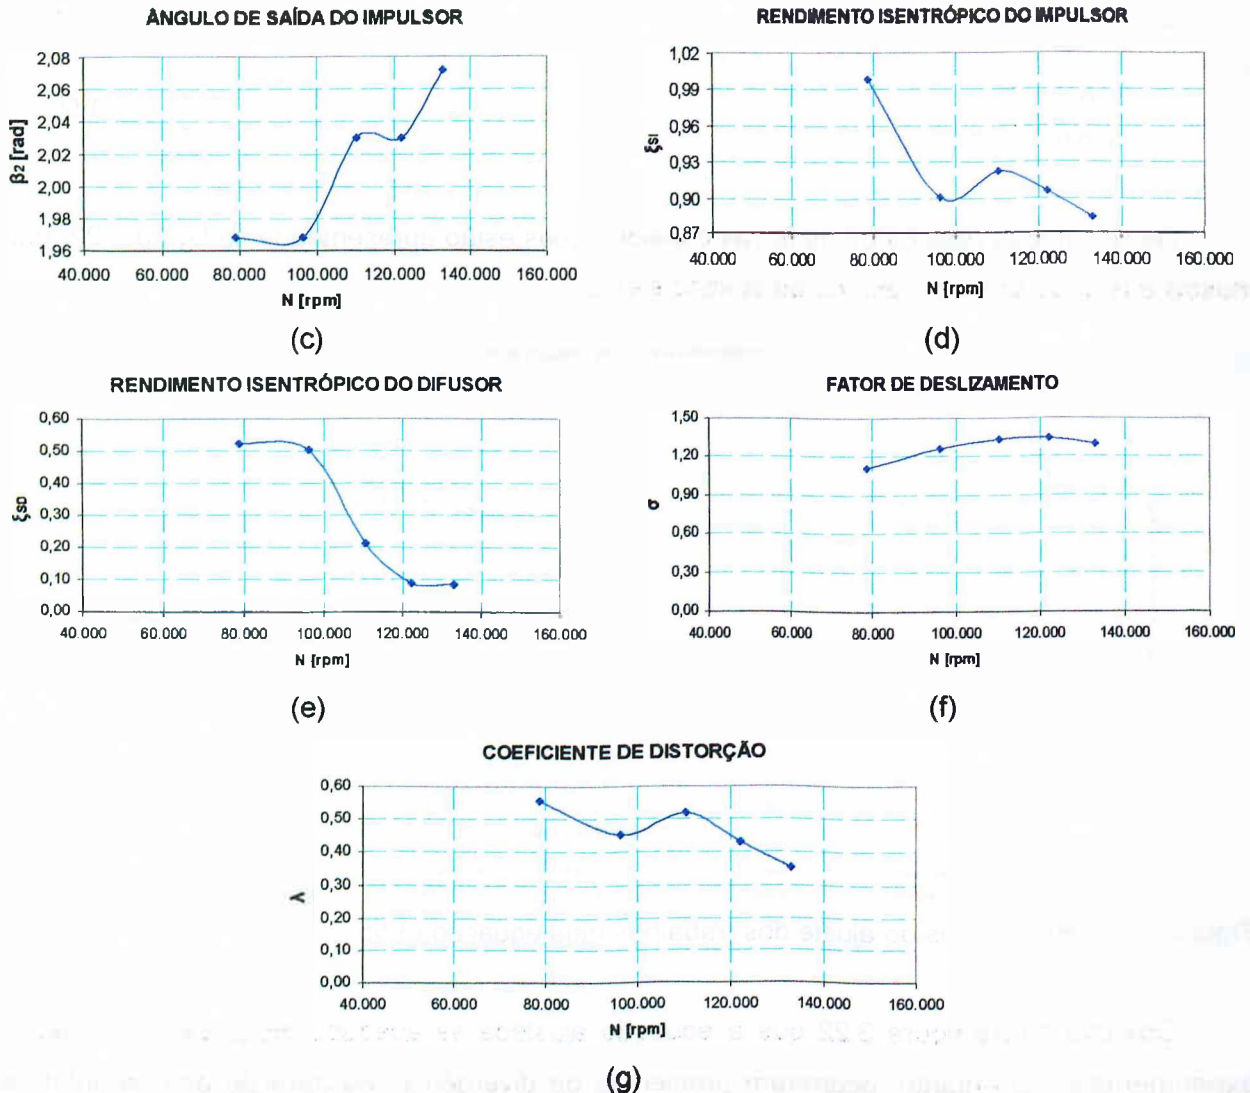 ÂNGULO DE SAÍDA DO IMPULSOR
2,08
2,06
2,04
2,02
2,00
1,98
1,96
β2 [rad]
40.000 60.000 80.000 100.000 120.000 140.000 160.000
N [rpm]
(c)
RENDIMENTO ISENTRÓPICO DO IMPULSOR
1,02
0,99
0,96
0,93
0,90
0,87
ξSI
40.000 60.000 80.000 100.000 120.000 140.000 160.000
N [rpm]
(d)
RENDIMENTO ISENTRÓPICO DO DIFUSOR
0,60
0,50
0,40
0,30
0,20
0,10
0,00
ξSD
40.000 60.000 80.000 100.000 120.000 140.000 160.000
N [rpm]
(e)
FATOR DE DESLIZAMENTO
1,50
1,20
0,90
0,60
0,30
0,00
σ
40.000 60.000 80.000 100.000 120.000 140.000 160.000
N [rpm]
(f)
COEFICIENTE DE DISTORÇÃO
0,60
0,50
0,40
0,30
0,20
0,10
0,00
λ
40.000 60.000 80.000 100.000 120.000 140.000 160.000
N [rpm]
(g)